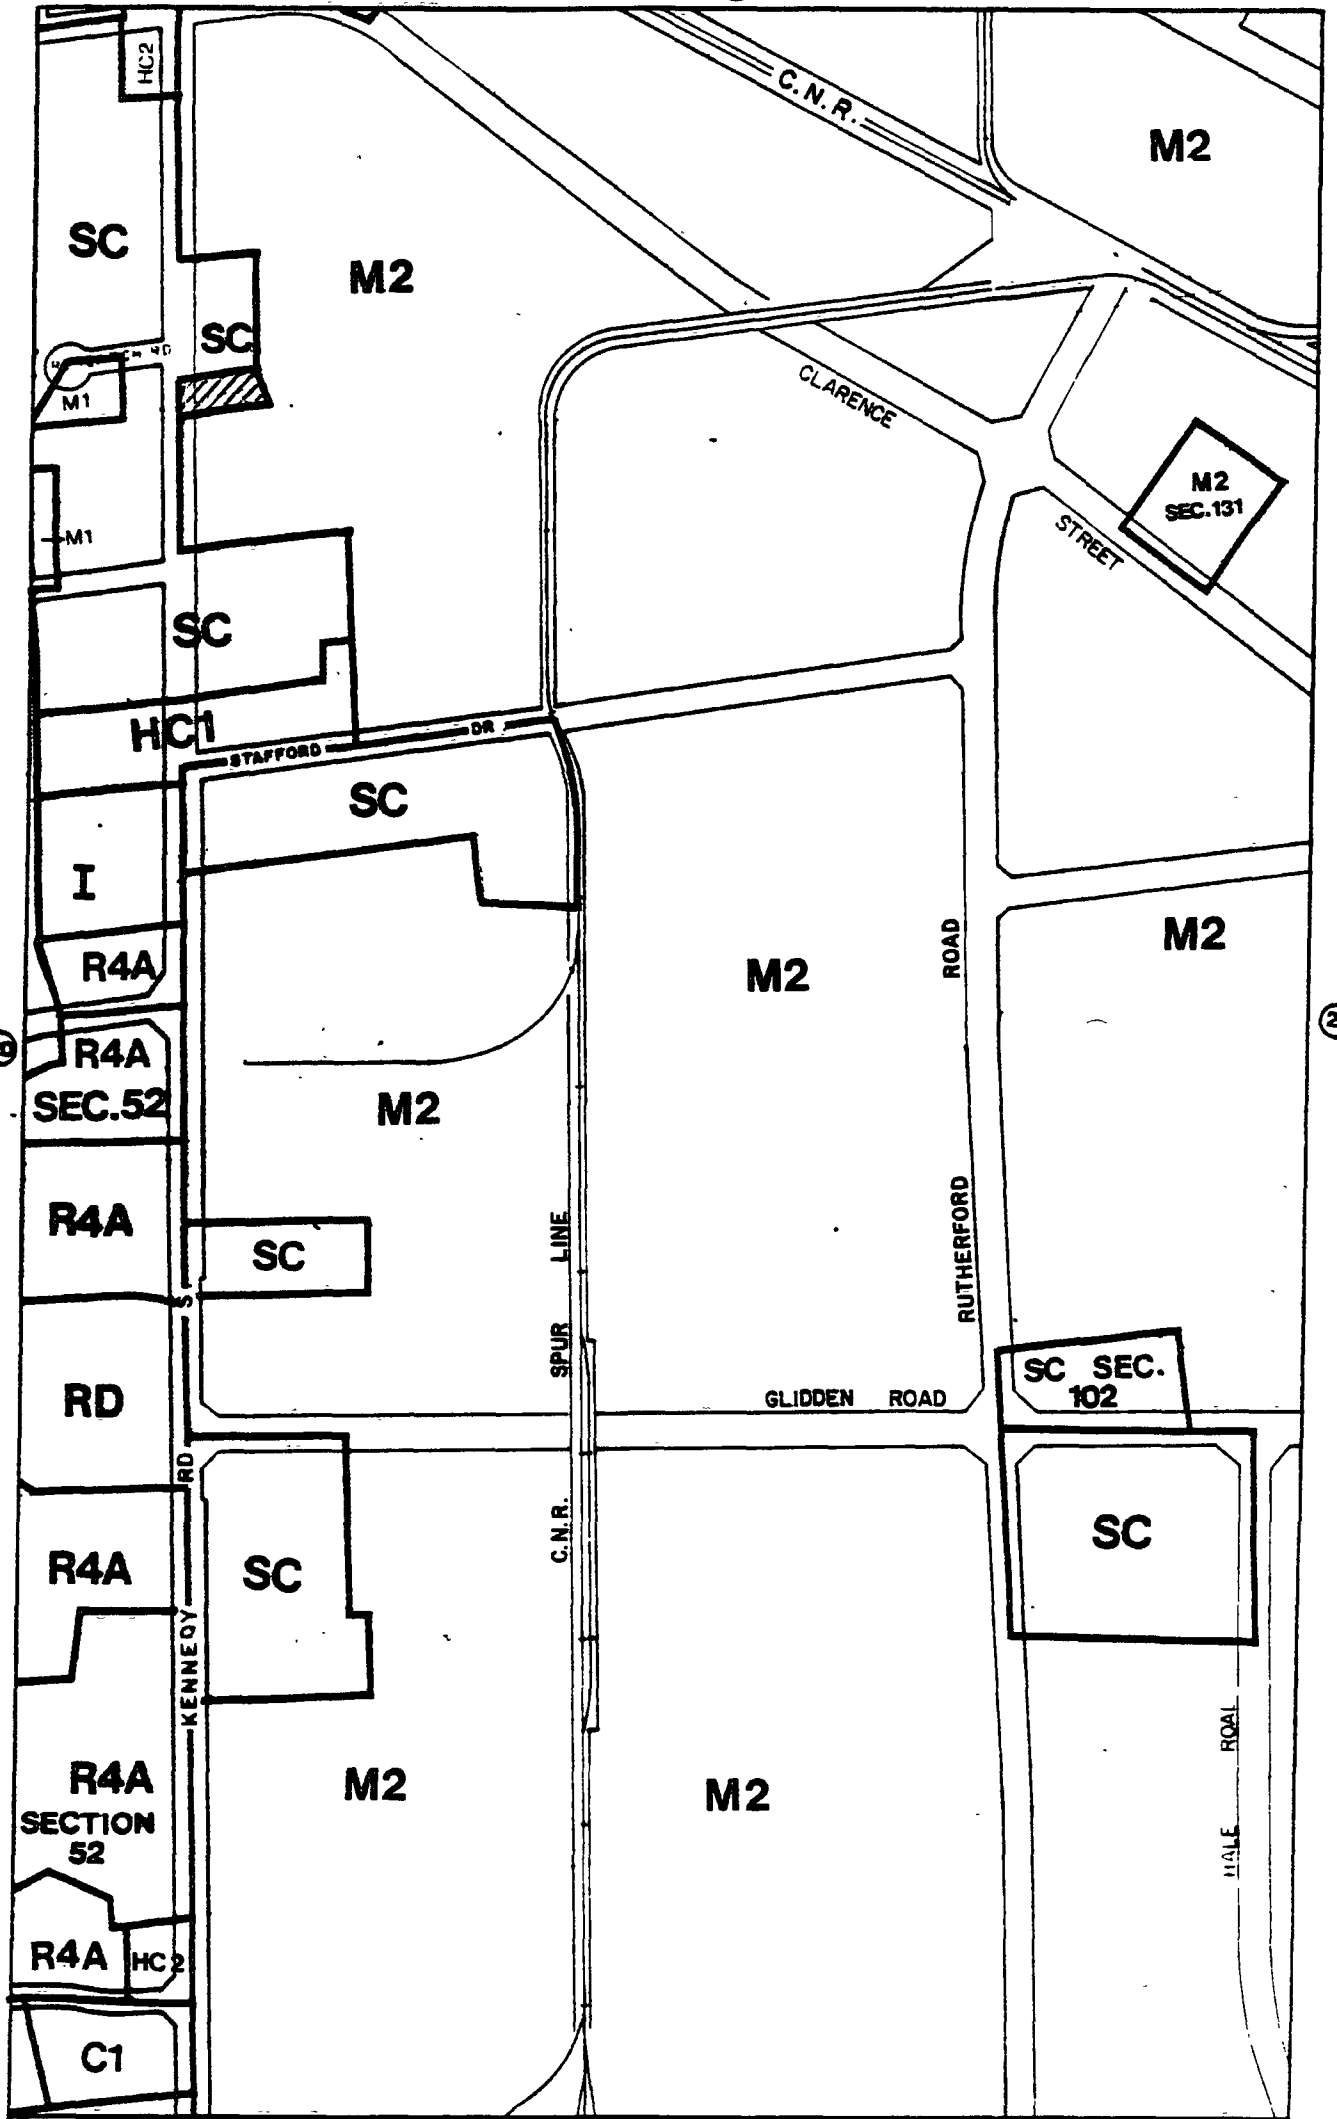 HC2
C.N.R.
M2
SC
M2
SC
M1
CLARENCE
M2
SEC.131
M1
STREET
SC
HC1
STAFFORD DR
SC
I
M2
R4A
M2
ROAD
R4A
SEC.52
M2
R4A
SC
SPUR LINE
RUTHERFORD
S
SC SEC.
102
RD
GLIDDEN ROAD
RD
C.N.R.
SC
R4A
SC
KENNEDY
R4A
SECTION
52
M2
M2
HALE
R4A
HC2
C1